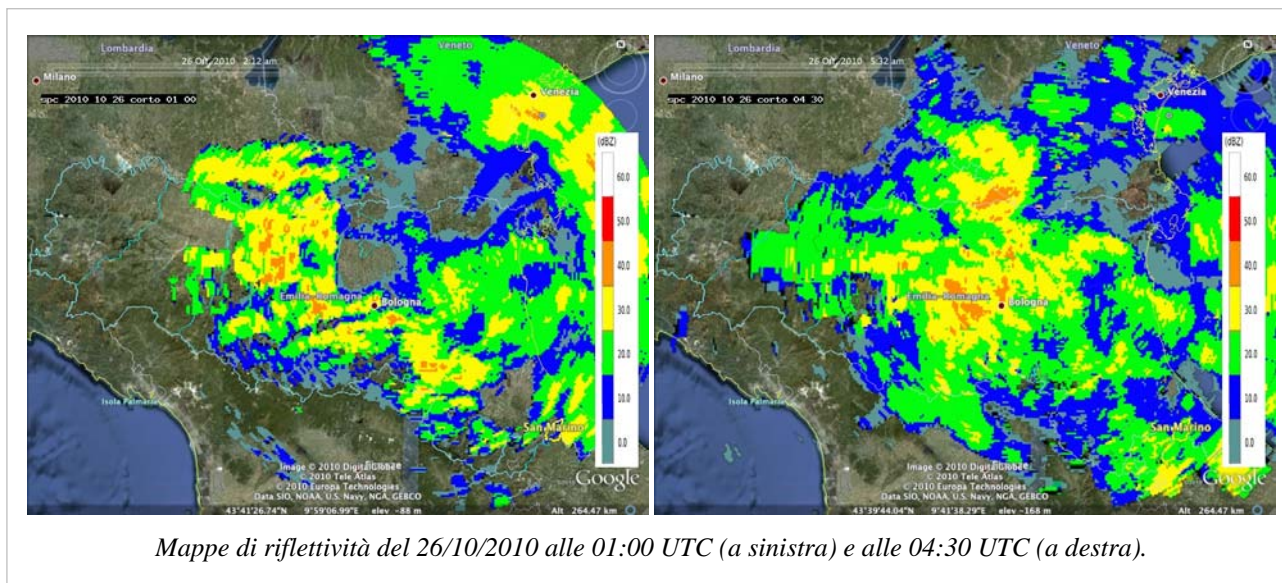 Lombardia
Veneto
26 Ott 2010 2:12 am
Milano
spc 2010 10 26 corto 01 00
Venezia
(dBZ)
60.0
50.0
40.0
30.0
20.0
10.0
0.0
Emilia-Romagna
Bologna
Isola Palmaria
San Marino
Image © 2010 DigitalGlobe
© 2010 Tele Atlas
© 2010 Europa Technologies
Data SIO, NOAA, U.S. Navy, NGA, GEBCO
Google
43°41'26.74"N 9°59'06.99"E elev -88 m
Alt 264.47 km
Lombardia
Veneto
26 Ott 2010 5:32 am
Milano
spc 2010 10 26 corto 04 30
Venezia
(dBZ)
60.0
50.0
40.0
30.0
20.0
10.0
0.0
Emilia-Romagna
Bologna
Isola Palmaria
San Marino
Image © 2010 DigitalGlobe
© 2010 Tele Atlas
© 2010 Europa Technologies
Data SIO, NOAA, U.S. Navy, NGA, GEBCO
Google
43°39'44.04"N 9°41'38.29"E elev -168 m
Alt 264.47 km
Mappe di riflettività del 26/10/2010 alle 01:00 UTC (a sinistra) e alle 04:30 UTC (a destra).